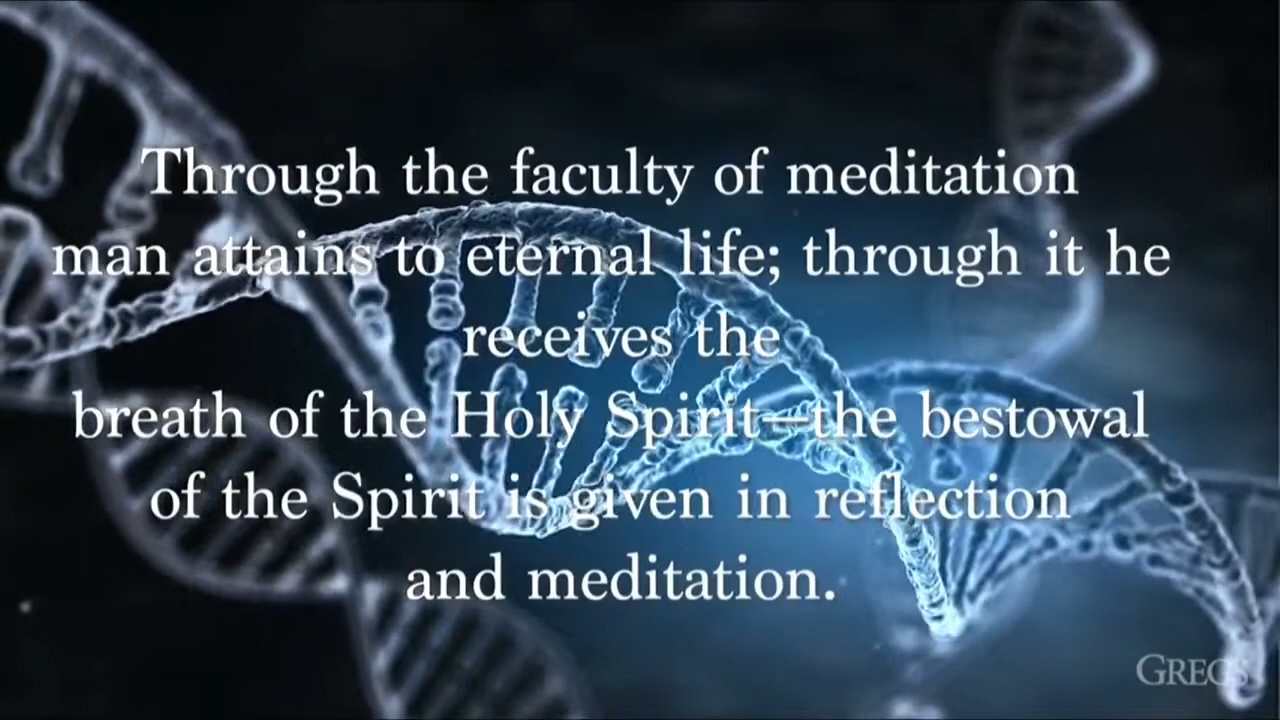 Through the faculty of meditation
man attains to eternal life; through it he
receives the
breath of the Holy Spirit—the bestowal
of the Spirit is given in reflection
and meditation.
GREGS